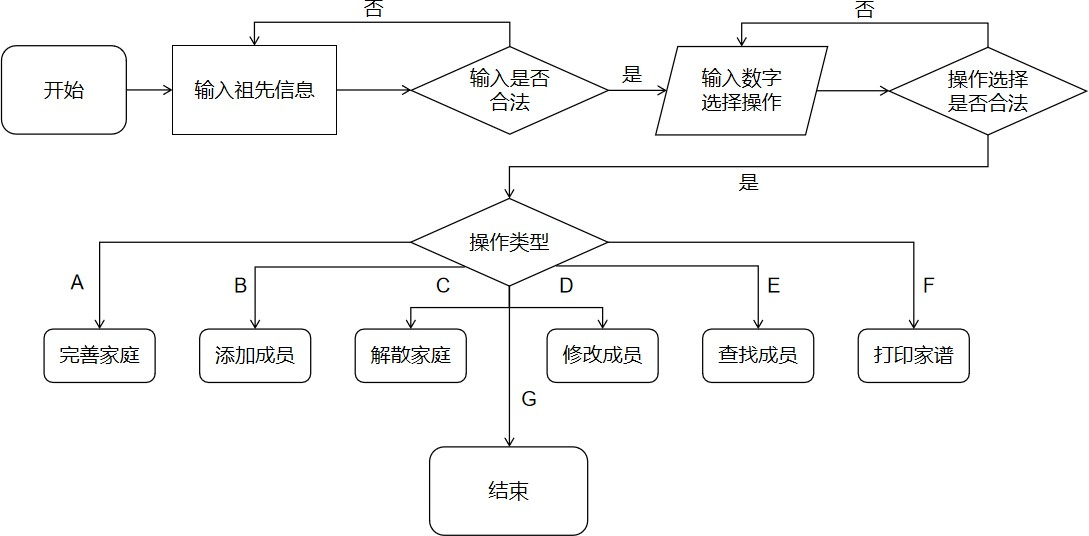 否
否
开始
输入祖先信息
输入是否
合法
是
输入数字
选择操作
操作选择
是否合法
是
操作类型
A
B
C
D
E
F
完善家庭
添加成员
解散家庭
修改成员
查找成员
打印家谱
G
结束